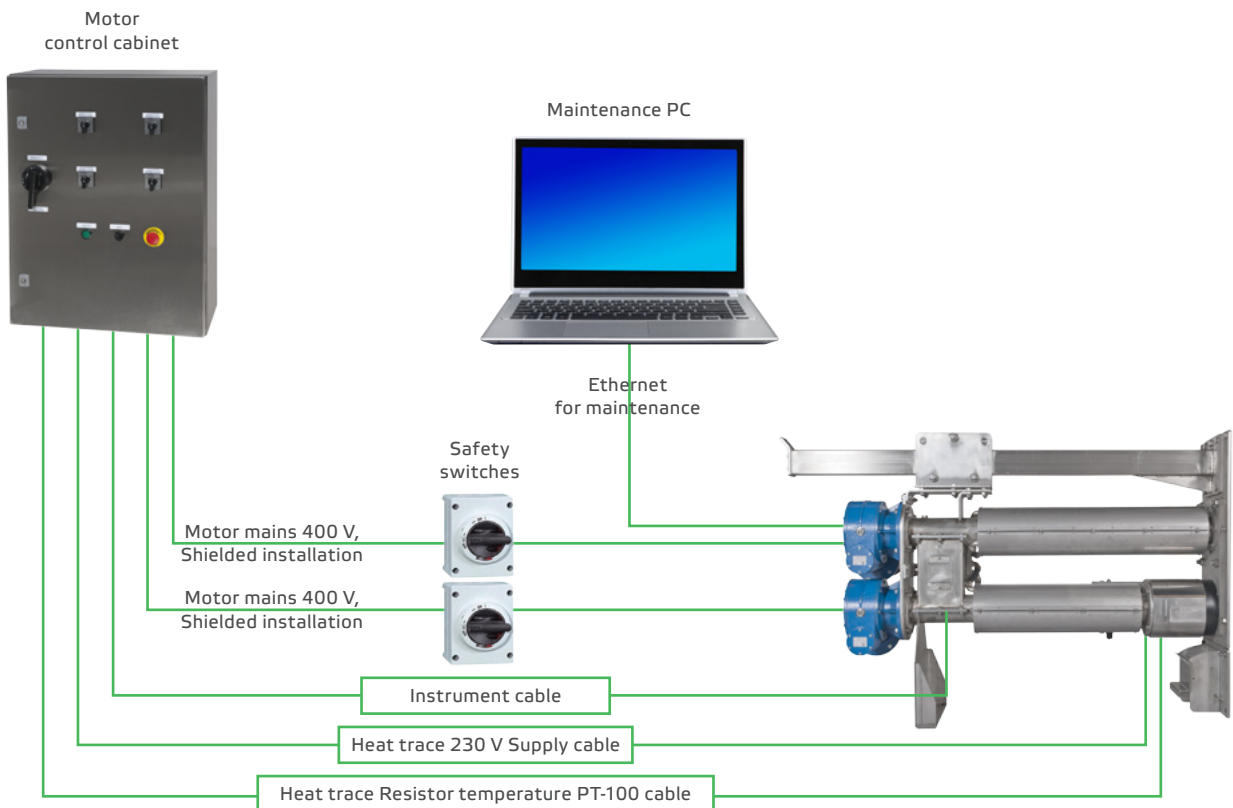 Motor
control cabinet
Maintenance PC
Ethernet
for maintenance
Safety
switches
Motor mains 400 V,
Shielded installation
Motor mains 400 V,
Shielded installation
Instrument cable
Heat trace 230 V Supply cable
Heat trace Resistor temperature PT-100 cable